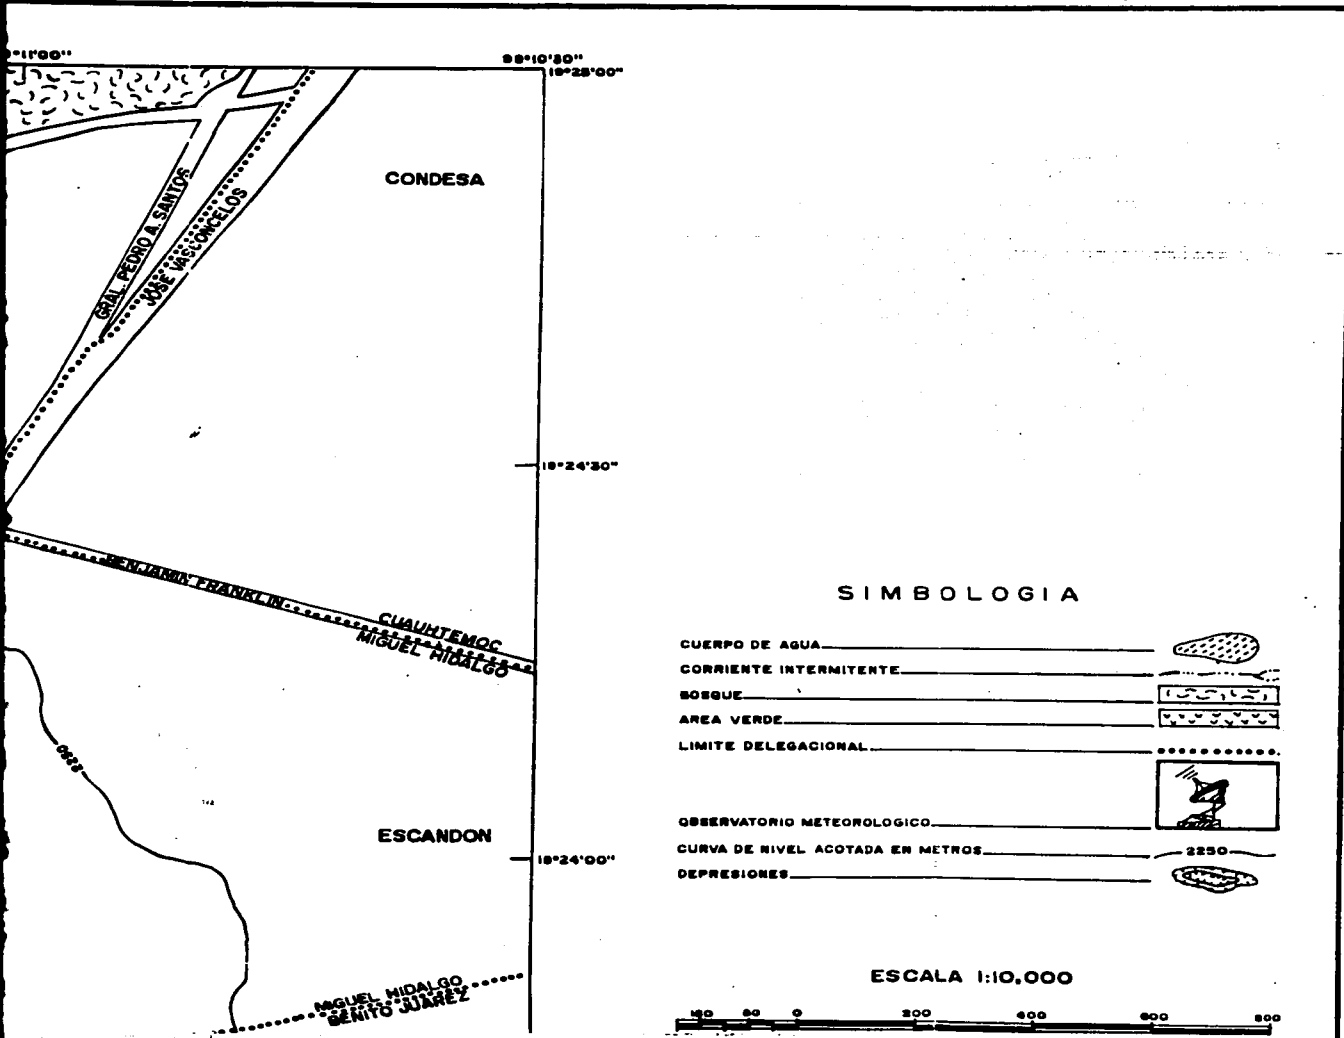 99°10'30"
19°25'00"
CONDESA
GRAL. PEDRO A. SANTOS
JOSE VASCONCELOS
19°24'30"
BENJAMIN FRANKLIN
CUAUHTEMOC
MIGUEL HIDALGO
ESCANDON
19°24'00"
MIGUEL HIDALGO
BENITO JUAREZ
SIMBOLOGIA
CUERPO DE AGUA
CORRIENTE INTERMITENTE
BOSQUE
AREA VERDE
LIMITE DELEGACIONAL
OBSERVATORIO METEOROLOGICO
CURVA DE NIVEL ACOTADA EN METROS
2250
DEPRESIONES
ESCALA 1:10,000
0 200 400 600 800